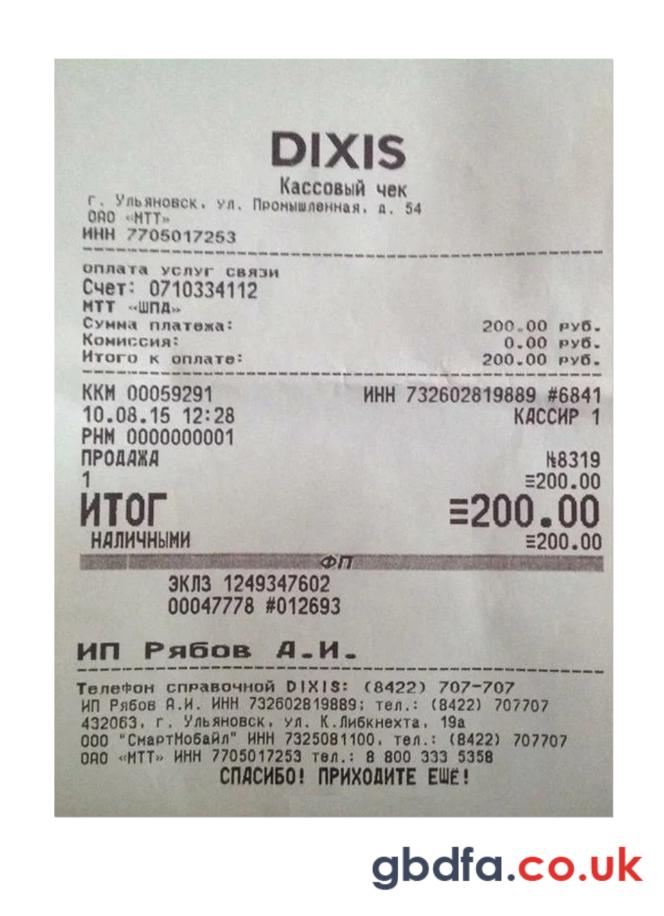 DIXIS
Кассовый чек
г. Ульяновск, ул. Промышленная, д. 54
ОАО «МТТ»
ИНН 7705017253
оплата услуг связи
Счет: 0710334112
МТТ «ШПД»
Сумма платежа: 200.00 руб.
Комиссия: 0.00 руб.
Итого к оплате: 200.00 руб.
ККМ 00059291 ИНН 732602819889 #6841
10.08.15 12:28 КАССИР 1
РНМ 0000000001
ПРОДАЖА №8319
1 ≡200.00
ИТОГ ≡200.00
НАЛИЧНЫМИ ≡200.00
ФП
ЭКЛЗ 1249347602
00047778 #012693
ИП Рябов А.И.
Телефон справочной DIXIS: (8422) 707-707
ИП Рябов А.И. ИНН 732602819889; тел.: (8422) 707707
432063, г. Ульяновск, ул. К.Либкнехта, 19а
ООО "СмартМобайл" ИНН 7325081100, тел.: (8422) 707707
ОАО «МТТ» ИНН 7705017253 тел.: 8 800 333 5358
СПАСИБО! ПРИХОДИТЕ ЕЩЕ!
gbdfa.co.uk